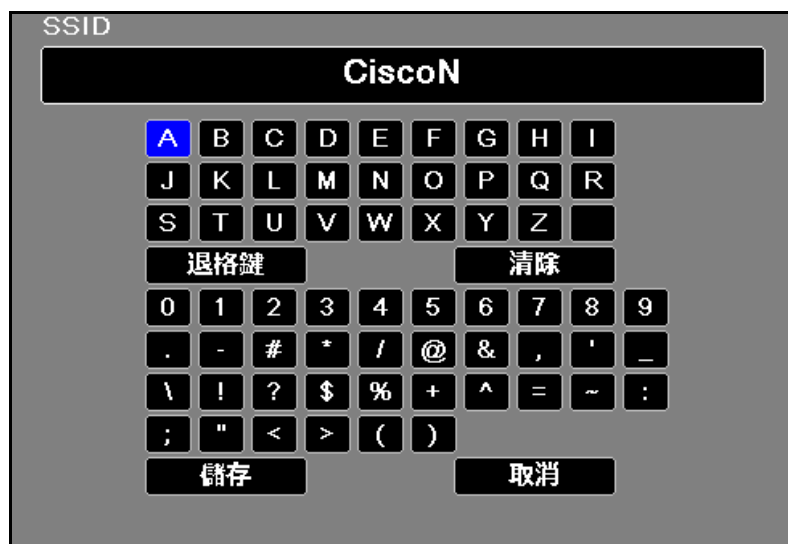 SSID
CiscoN
A B C D E F G H I
J K L M N O P Q R
S T U V W X Y Z
退格鍵 清除
0 1 2 3 4 5 6 7 8 9
. - # * / @ & , ' _
\ ! ? $ % + ^ = ~ :
; " < > ( )
儲存 取消